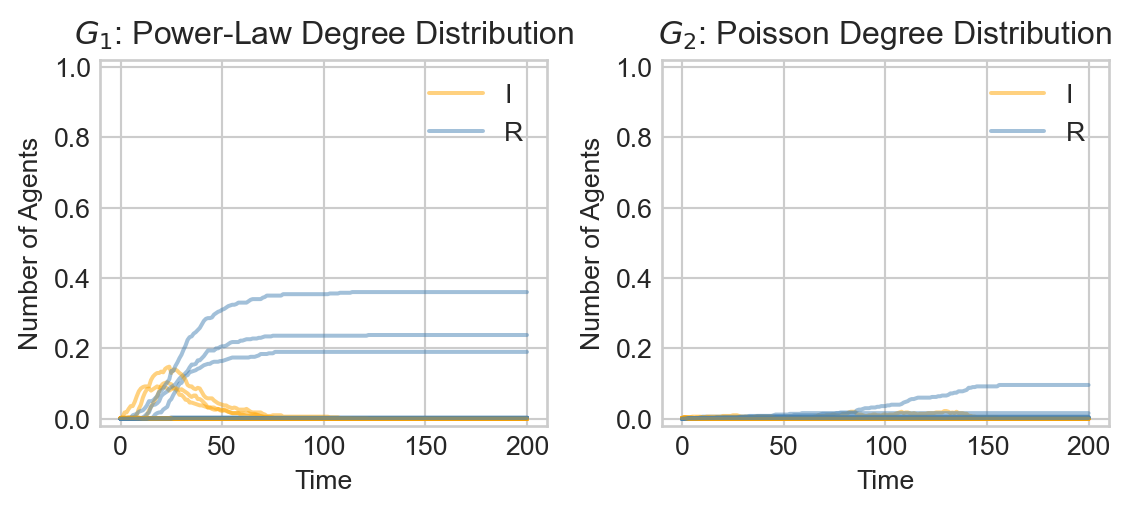 G₁: Power-Law Degree Distribution
Number of Agents
1.0
0.8
0.6
0.4
0.2
0.0
I
R
0 50 100 150 200
Time
G₂: Poisson Degree Distribution
Number of Agents
1.0
0.8
0.6
0.4
0.2
0.0
I
R
0 50 100 150 200
Time